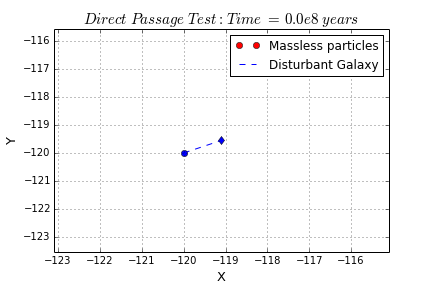 Direct Passage Test : Time = 0.0e8 years
−116
−117
−118
−119
−120
−121
−122
−123
Y
Massless particles
Disturbant Galaxy
−123 −122 −121 −120 −119 −118 −117 −116
X